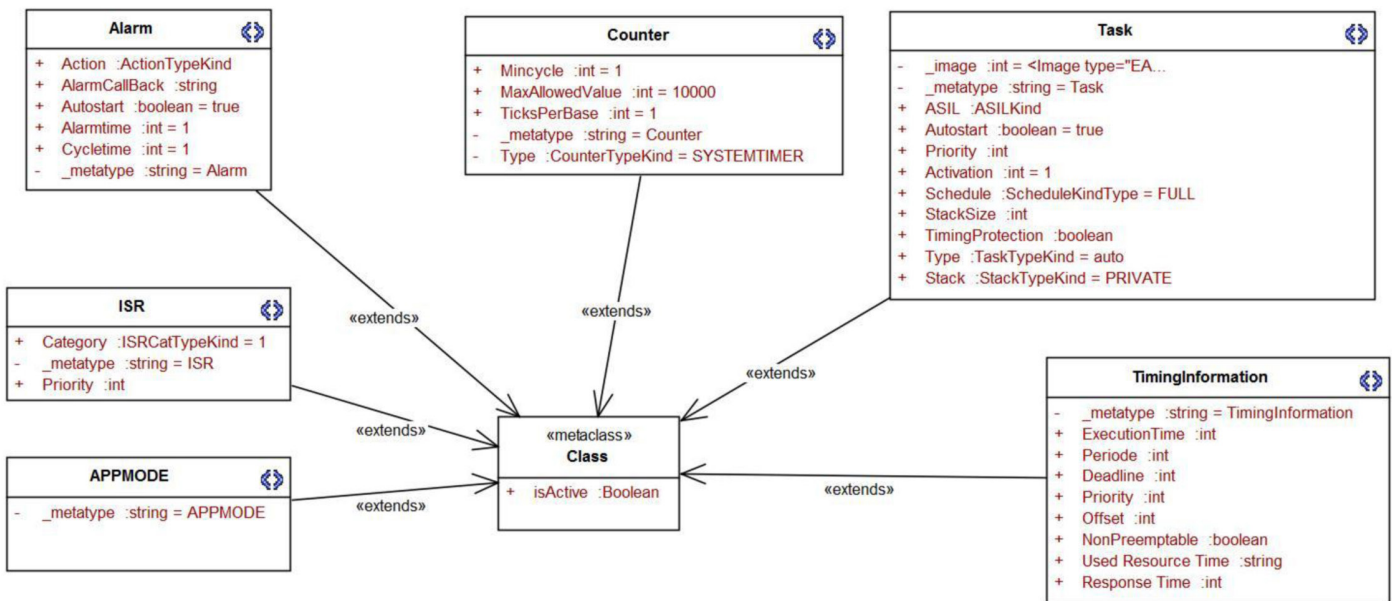 Alarm
+ Action :ActionTypeKind
+ AlarmCallBack :string
+ Autostart :boolean = true
+ Alarmtime :int = 1
+ Cycletime :int = 1
- _metatype :string = Alarm
Counter
+ Mincycle :int = 1
+ MaxAllowedValue :int = 10000
+ TicksPerBase :int = 1
- _metatype :string = Counter
- Type :CounterTypeKind = SYSTEMTIMER
Task
- _image :int = <Image type="EA...
- _metatype :string = Task
+ ASIL :ASILKind
+ Autostart :boolean = true
+ Priority :int
+ Activation :int = 1
+ Schedule :ScheduleKindType = FULL
+ StackSize :int
+ TimingProtection :boolean
+ Type :TaskTypeKind = auto
+ Stack :StackTypeKind = PRIVATE
ISR
+ Category :ISRCatTypeKind = 1
- _metatype :string = ISR
+ Priority :int
«extends»
«extends»
«extends»
«extends»
APPMODE
- _metatype :string = APPMODE
«extends»
«metaclass»
Class
+ isActive :Boolean
«extends»
TimingInformation
- _metatype :string = TimingInformation
+ ExecutionTime :int
+ Periode :int
+ Deadline :int
+ Priority :int
+ Offset :int
+ NonPreemptable :boolean
+ Used Resource Time :string
+ Response Time :int